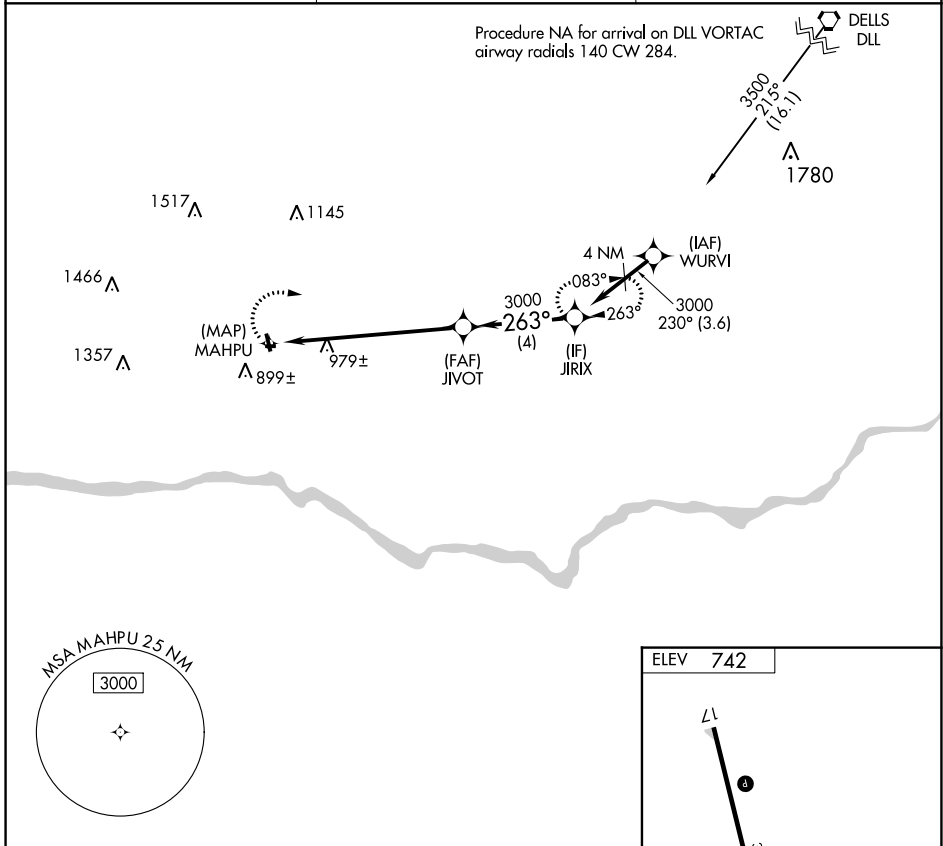 Procedure NA for arrival on DLL VORTAC
airway radials 140 CW 284.
DELLS
DLL
3500
215°
(16.1)
1780
1517
1145
1466
1357
(MAP)
MAHPU
899±
979±
(FAF)
JIVOT
3000
263°
(4)
4 NM
083°
263°
(IF)
JIRIX
(IAF)
WURVI
3000
230° (3.6)
MSA MAHPU 25 NM
3000
ELEV 742
17
P